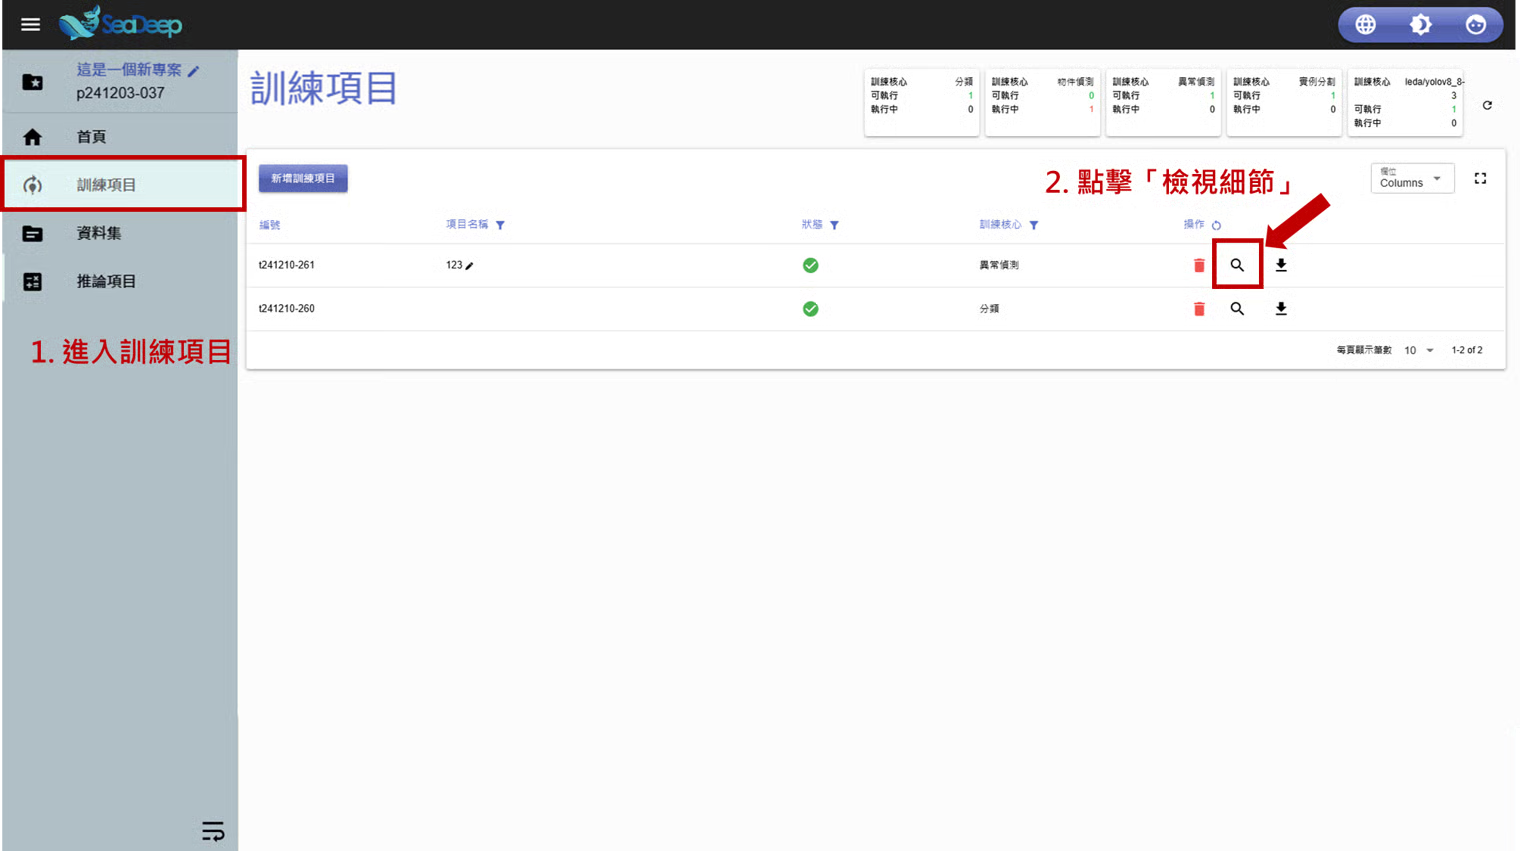 SeaDeep
這是一個新專案
p241203-037
首頁
訓練項目
資料集
推論項目
1. 進入訓練項目
訓練項目
訓練核心 分類
可執行 1
執行中 0
訓練核心 物件偵測
可執行 0
執行中 1
訓練核心 異常偵測
可執行 1
執行中 0
訓練核心 實例分割
可執行 1
執行中 0
訓練核心 leda/yolov8_8-3
可執行 1
執行中 0
新增訓練項目
2. 點擊「檢視細節」
欄位
Columns
編號 項目名稱 狀態 訓練核心 操作
t241210-261 123 異常偵測
t241210-260 分類
每頁顯示筆數 10 1-2 of 2